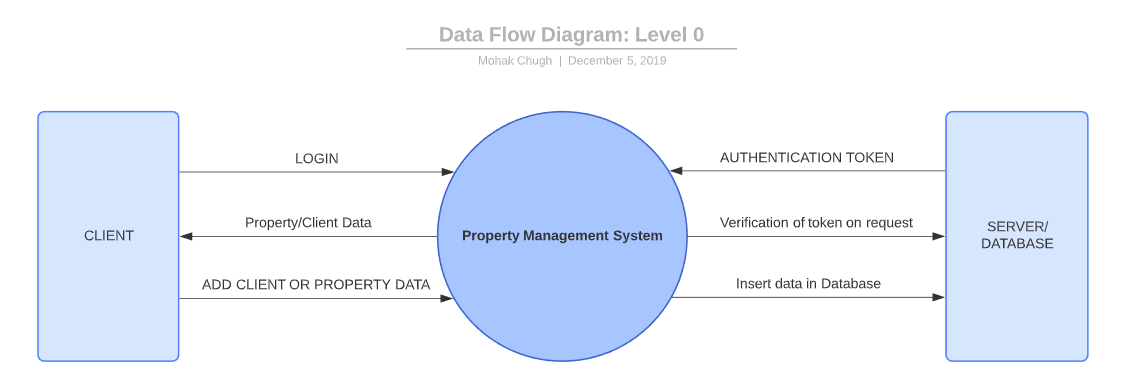 Data Flow Diagram: Level 0
Mohak Chugh | December 5, 2019
LOGIN
AUTHENTICATION TOKEN
CLIENT
Property/Client Data
Property Management System
Verification of token on request
SERVER/
DATABASE
ADD CLIENT OR PROPERTY DATA
Insert data in Database